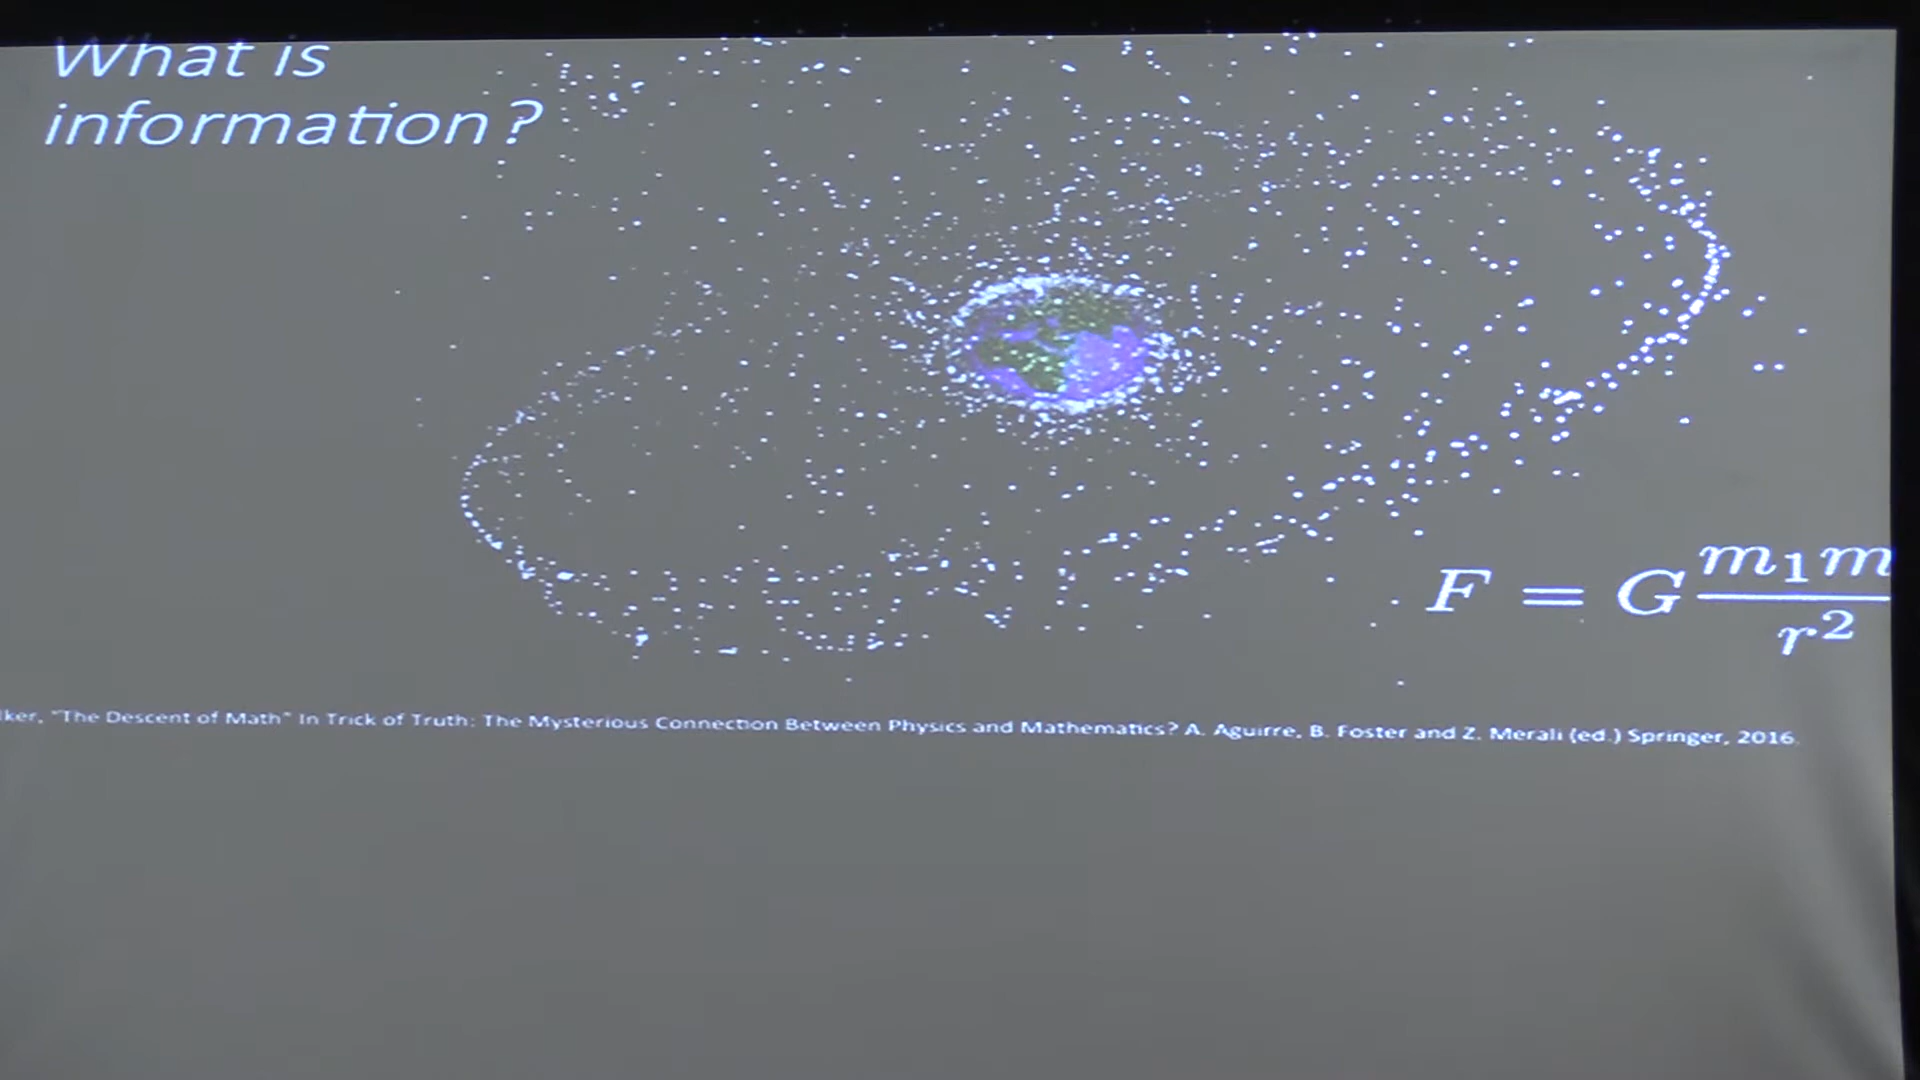 What is
information?
F = G m₁m / r²
lker, "The Descent of Math" In Trick of Truth: The Mysterious Connection Between Physics and Mathematics? A. Aguirre, B. Foster and Z. Merali (ed.) Springer, 2016.